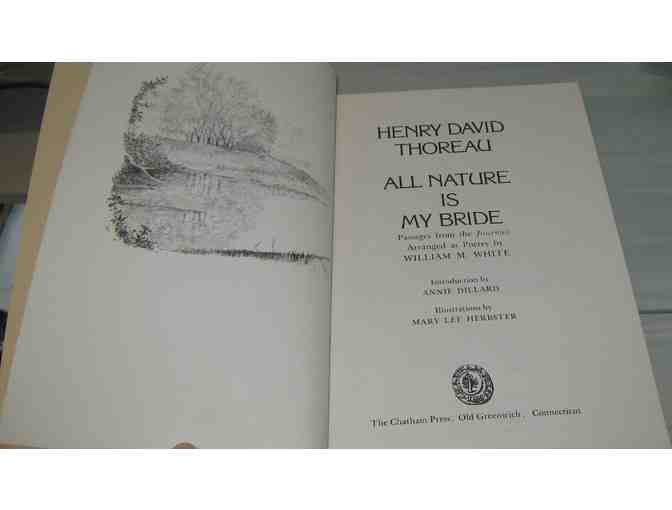 HENRY DAVID
THOREAU
ALL NATURE
IS
MY BRIDE
Passages from the Journals
Arranged as Poetry by
WILLIAM M. WHITE
Introduction by
ANNIE DILLARD
Illustrations by
MARY LEE HERBSTER
The Chatham Press, Old Greenwich, Connecticut